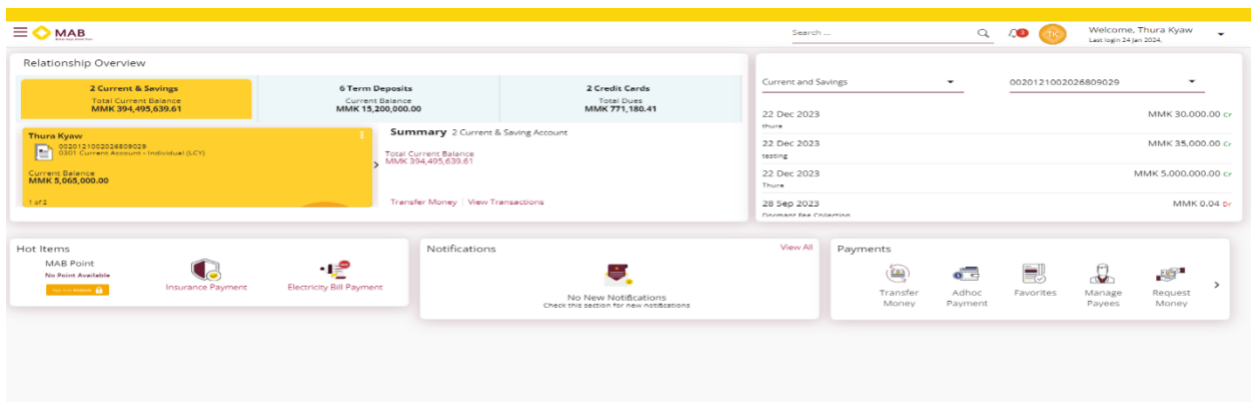 MAB
Search ...
3
TK
Welcome, Thura Kyaw
Last login 24 Jan 2024,
Relationship Overview
2 Current & Savings
Total Current Balance
MMK 394,495,639.61
6 Term Deposits
Current Balance
MMK 15,200,000.00
2 Credit Cards
Total Dues
MMK 771,180.41
Thura Kyaw
0020121002026809029
0301 Current Account - Individual (LCY)
Current Balance
MMK 5,065,000.00
1 of 2
Summary 2 Current & Saving Account
Total Current Balance
MMK 394,495,639.61
Transfer Money | View Transactions
Current and Savings
0020121002026809029
22 Dec 2023 MMK 30,000.00 Cr
thura
22 Dec 2023 MMK 35,000.00 Cr
testing
22 Dec 2023 MMK 5,000,000.00 Cr
Thura
28 Sep 2023 MMK 0.04 Dr
Dormant Fee Collection
Hot Items
MAB Point
No Point Available
Insurance Payment
Electricity Bill Payment
Notifications
View All
No New Notifications
Check this section for new notifications
Payments
Transfer Money
Adhoc Payment
Favorites
Manage Payees
Request Money